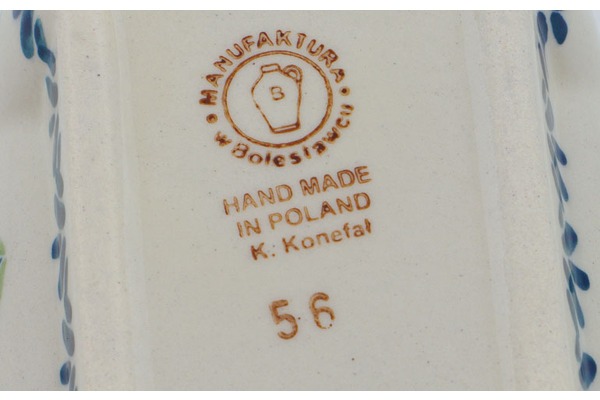 MANUFAKTURA
B
w Bolesławcu
HAND MADE
IN POLAND
K. Konefał
56